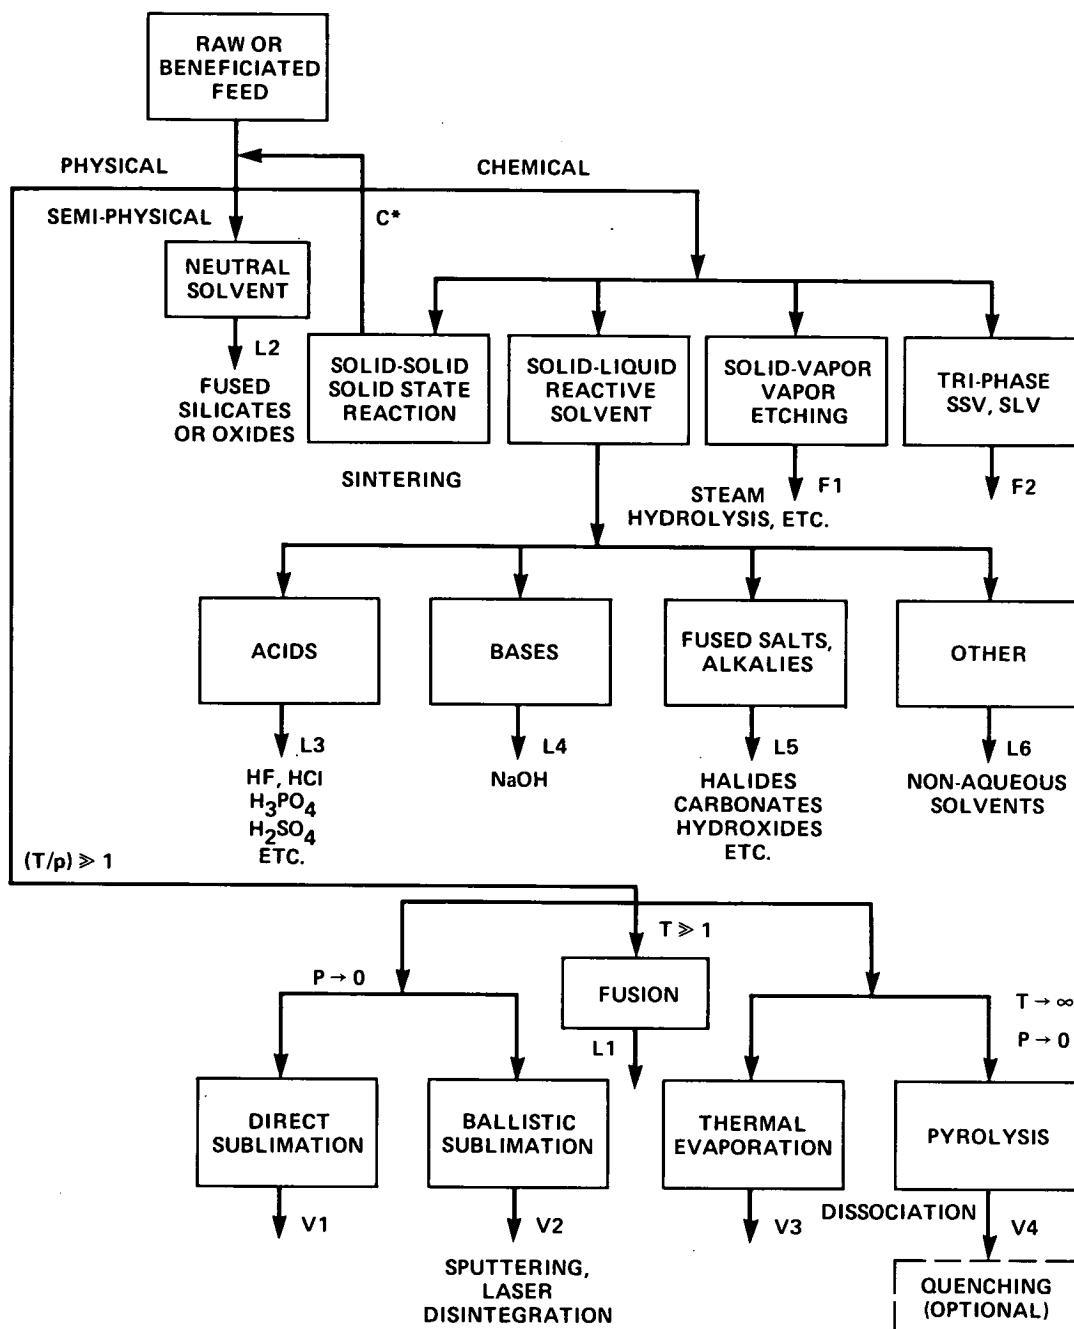 RAW OR
BENEFICIATED
FEED
PHYSICAL
CHEMICAL
SEMI-PHYSICAL
C*
NEUTRAL
SOLVENT
L2
FUSED
SILICATES
OR OXIDES
SOLID-SOLID
SOLID STATE
REACTION
SOLID-LIQUID
REACTIVE
SOLVENT
SOLID-VAPOR
VAPOR
ETCHING
TRI-PHASE
SSV, SLV
SINTERING
STEAM
HYDROLYSIS, ETC.
F1
F2
ACIDS
BASES
FUSED SALTS,
ALKALIES
OTHER
L3
HF, HCl
H₃PO₄
H₂SO₄
ETC.
L4
NaOH
L5
HALIDES
CARBONATES
HYDROXIDES
ETC.
L6
NON-AQUEOUS
SOLVENTS
(T/p) ⪢ 1
T ⪢ 1
P → 0
FUSION
L1
T → ∞
P → 0
DIRECT
SUBLIMATION
BALLISTIC
SUBLIMATION
THERMAL
EVAPORATION
PYROLYSIS
V1
V2
SPUTTERING,
LASER
DISINTEGRATION
V3
DISSOCIATION
V4
QUENCHING
(OPTIONAL)